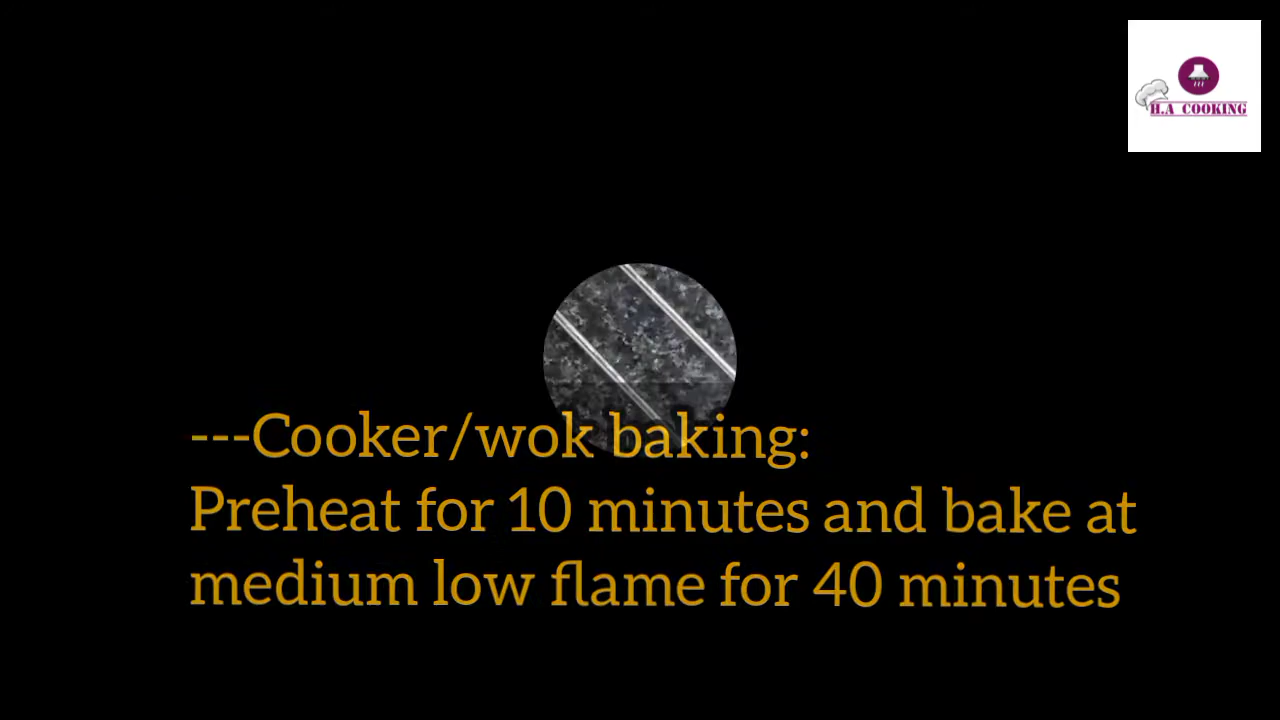 H.A COOKING
---Cooker/wok baking:
Preheat for 10 minutes and bake at
medium low flame for 40 minutes